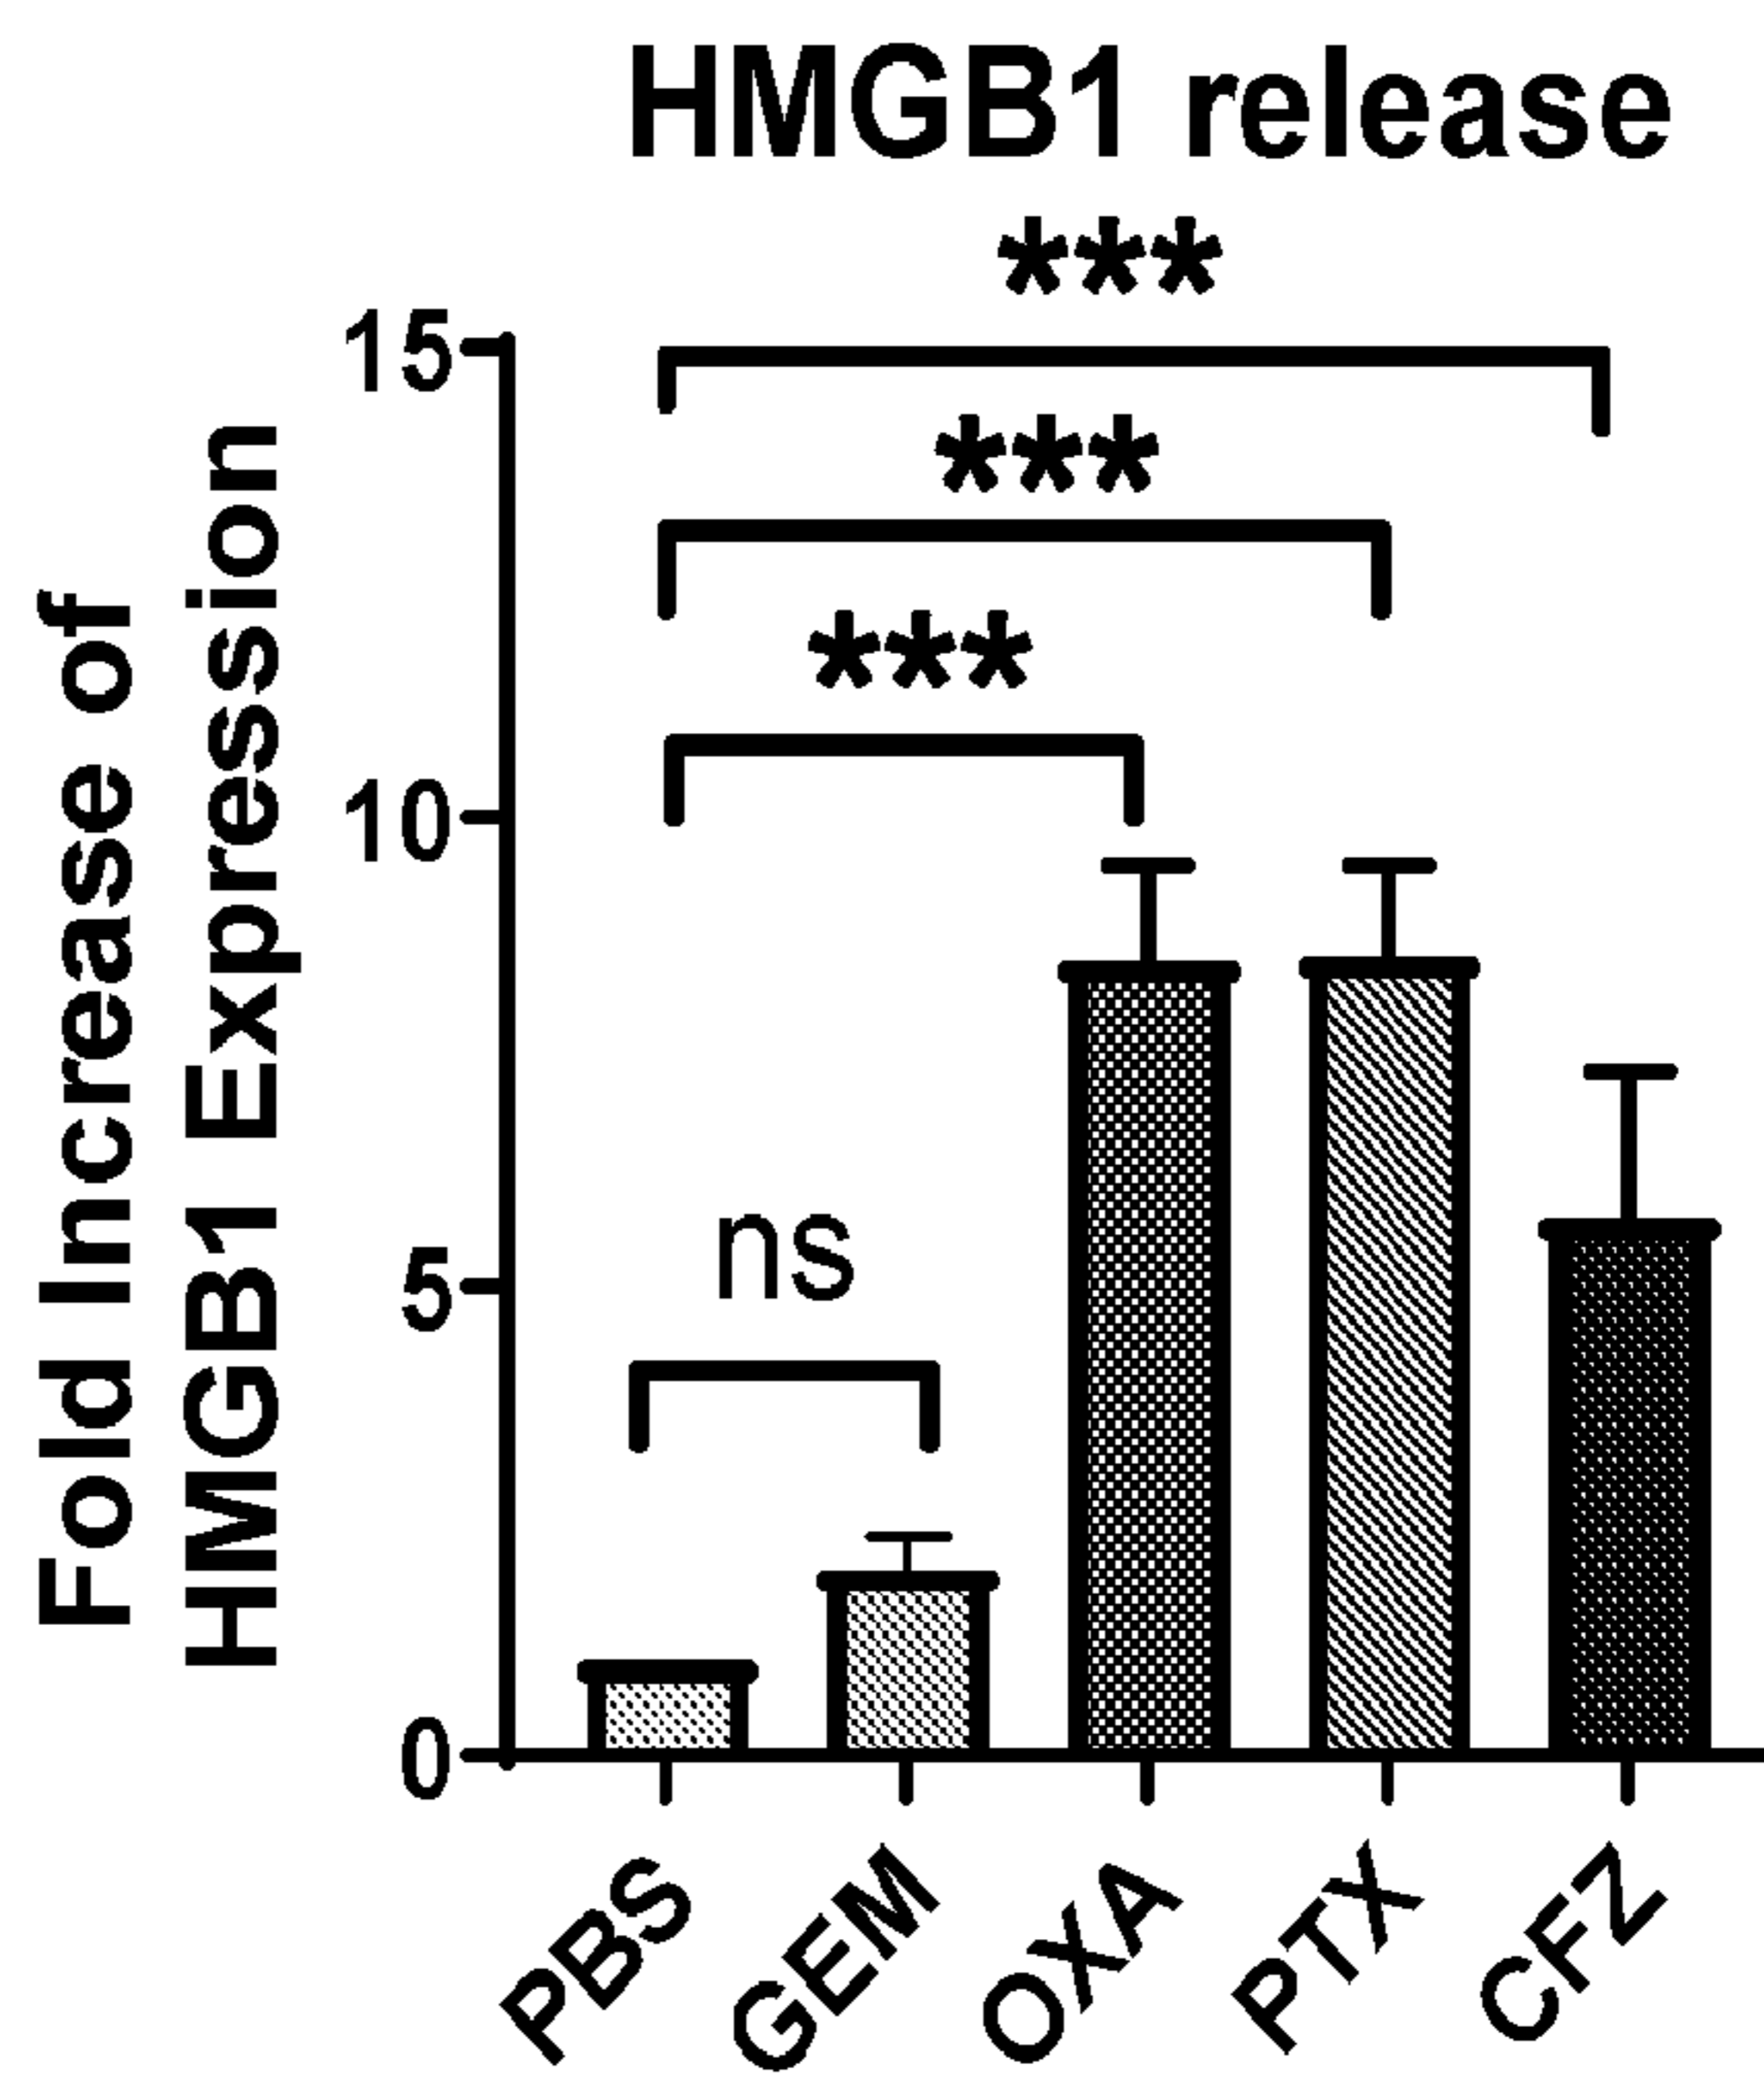 HMGB1 release
***
***
***
ns
Fold Increase of
HMGB1 Expression
15
10
5
0
PBS
GEM
OXA
PTX
CFZ